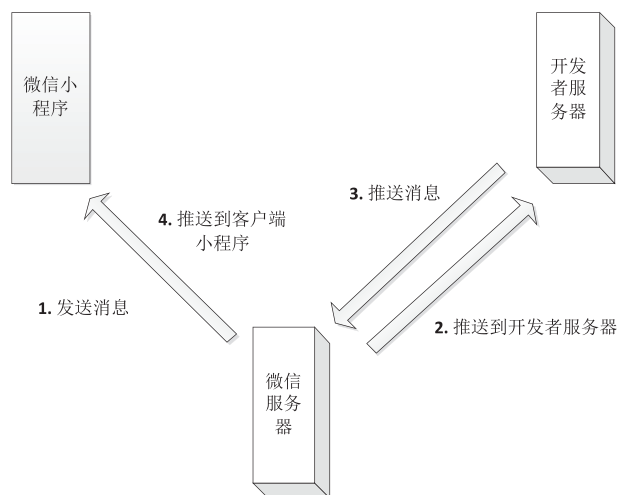 微信小
程序
开发
者服
务器
3. 推送消息
4. 推送到客户端
小程序
1. 发送消息
2. 推送到开发者服务器
微信
服务
器